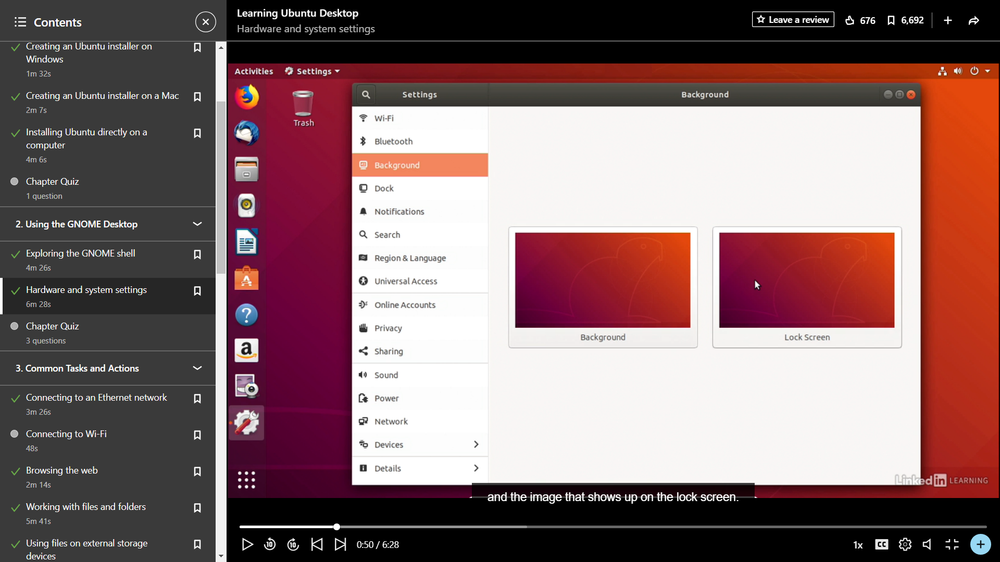 Contents
Creating an Ubuntu installer on
Windows
1m 32s
Creating an Ubuntu installer on a Mac
2m 7s
Installing Ubuntu directly on a
computer
4m 6s
Chapter Quiz
1 question
2. Using the GNOME Desktop
Exploring the GNOME shell
4m 26s
Hardware and system settings
6m 28s
Chapter Quiz
3 questions
3. Common Tasks and Actions
Connecting to an Ethernet network
3m 26s
Connecting to Wi-Fi
48s
Browsing the web
2m 14s
Working with files and folders
5m 41s
Using files on external storage
devices
Learning Ubuntu Desktop
Hardware and system settings
Leave a review
676
6,692
Activities
Settings
Trash
Settings
Background
Wi-Fi
Bluetooth
Background
Dock
Notifications
Search
Region & Language
Universal Access
Online Accounts
Privacy
Sharing
Sound
Power
Network
Devices
Details
Background
Lock Screen
Linkedin LEARNING
and the image that shows up on the lock screen.
10
10
0:50 / 6:28
1x
CC